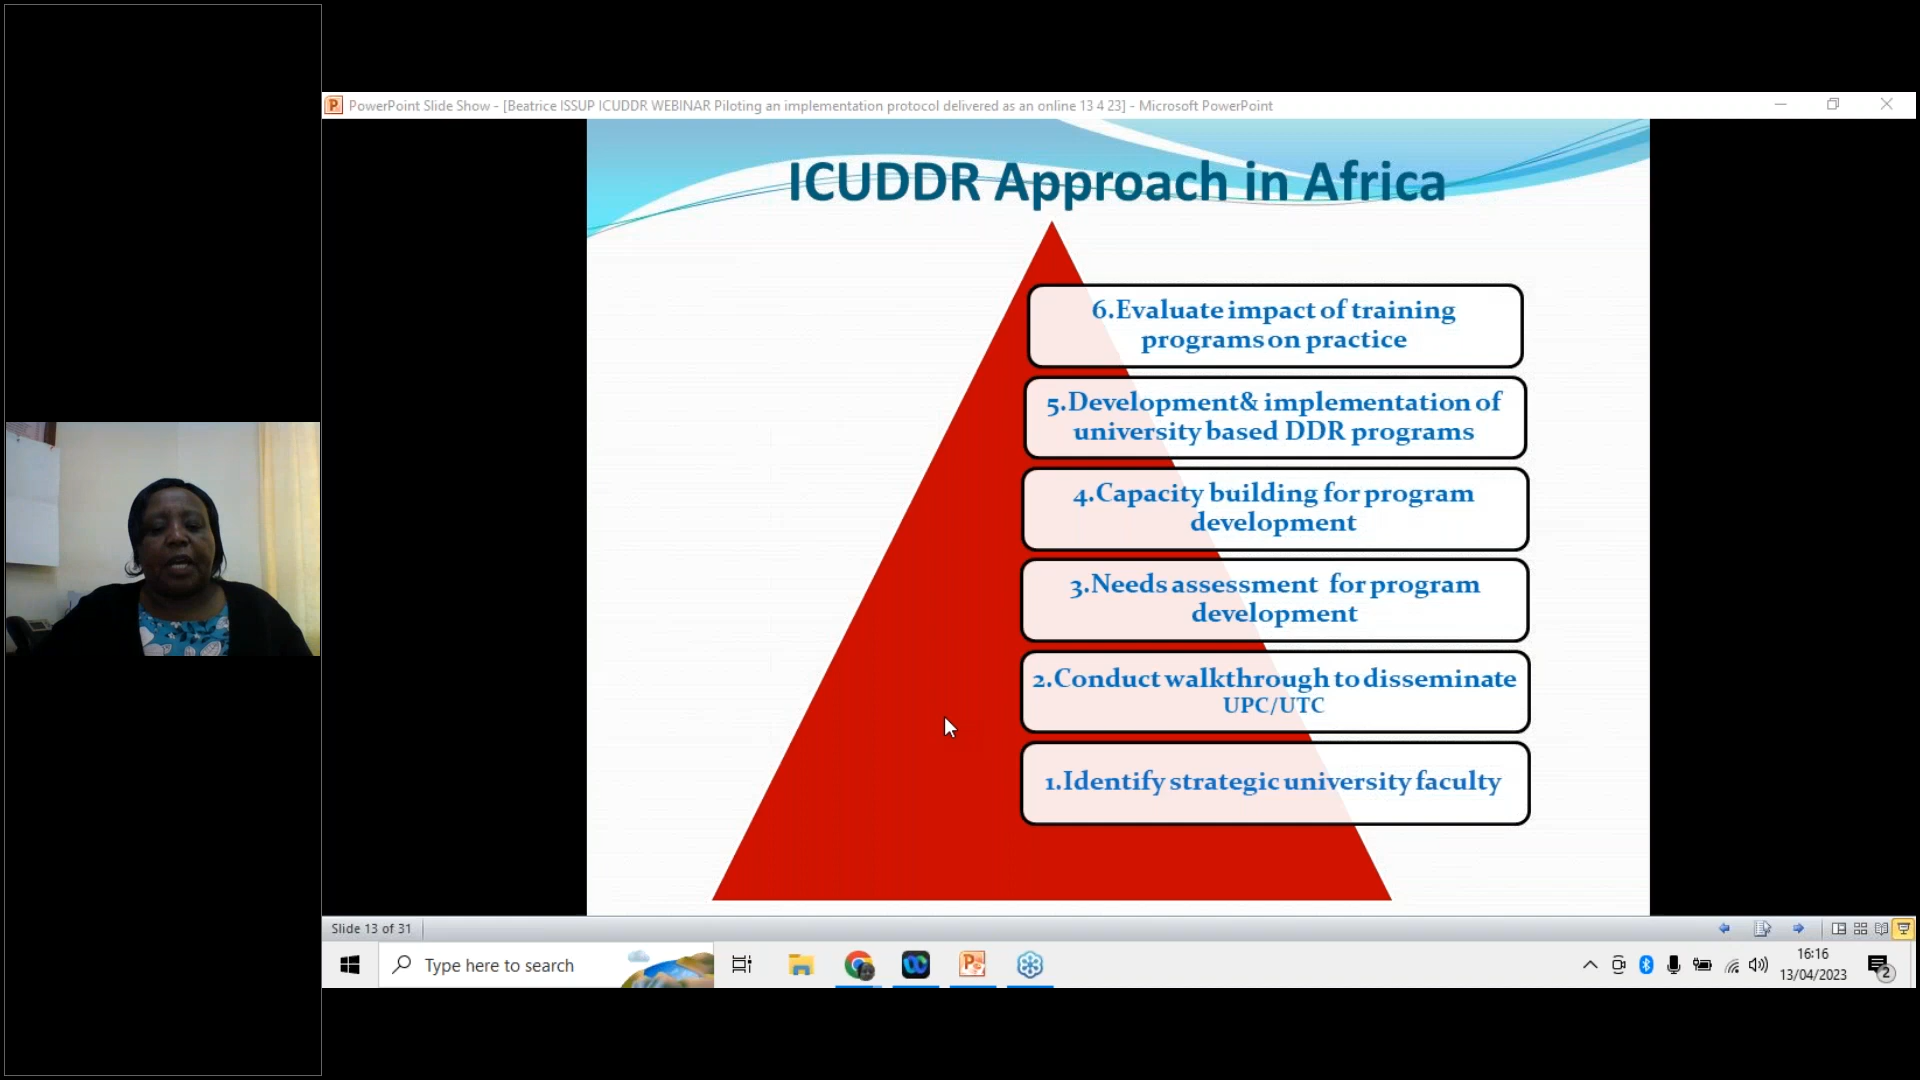 PowerPoint Slide Show - [Beatrice ISSUP ICUDDR WEBINAR Piloting an implementation protocol delivered as an online 13 4 23] - Microsoft PowerPoint
ICUDDR Approach in Africa
6.Evaluate impact of training
programs on practice
5.Development& implementation of
university based DDR programs
4.Capacity building for program
development
3.Needs assessment for program
development
2.Conduct walkthrough to disseminate
UPC/UTC
1.Identify strategic university faculty
Slide 13 of 31
Type here to search
16:16
13/04/2023
2